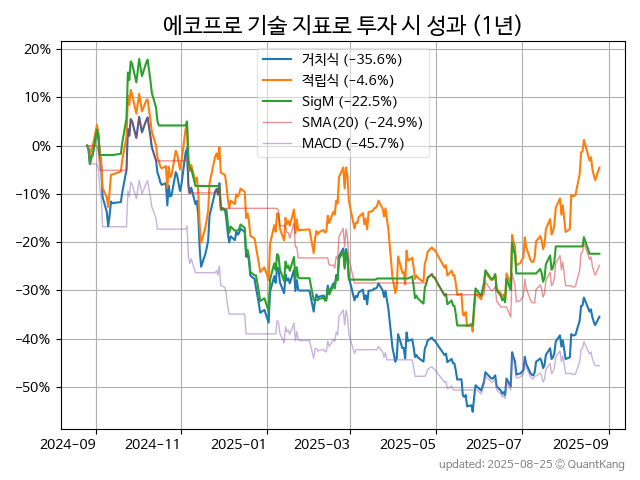 에코프로 기술 지표로 투자 시 성과 (1년)
20%
10%
0%
−10%
−20%
−30%
−40%
−50%
거치식 (−35.6%)
적립식 (−4.6%)
SigM (−22.5%)
SMA(20) (−24.9%)
MACD (−45.7%)
2024-09 2024-11 2025-01 2025-03 2025-05 2025-07 2025-09
updated: 2025-08-25 © QuantKang